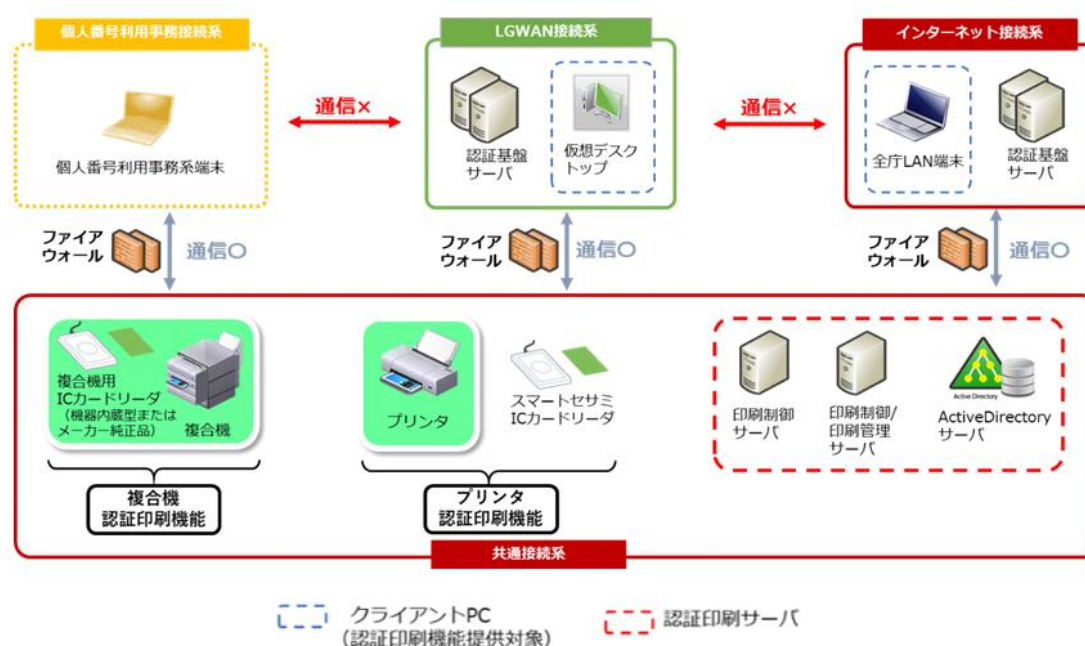 個人番号利用事務接続系
LGWAN接続系
インターネット接続系
個人番号利用事務系端末
通信×
認証基盤
サーバ
仮想デスク
トップ
通信×
全庁LAN端末
認証基盤
サーバ
ファイア
ウォール
通信〇
ファイア
ウォール
通信〇
ファイア
ウォール
通信〇
複合機用
ICカードリーダ
(機器内蔵型または
メーカー純正品)
複合機
プリンタ
スマートセサミ
ICカードリーダ
印刷制御
サーバ
印刷制御/
印刷管理
サーバ
Active Directory
ActiveDirectory
サーバ
複合機
認証印刷機能
プリンタ
認証印刷機能
共通接続系
クライアントPC
(認証印刷機能提供対象)
認証印刷サーバ